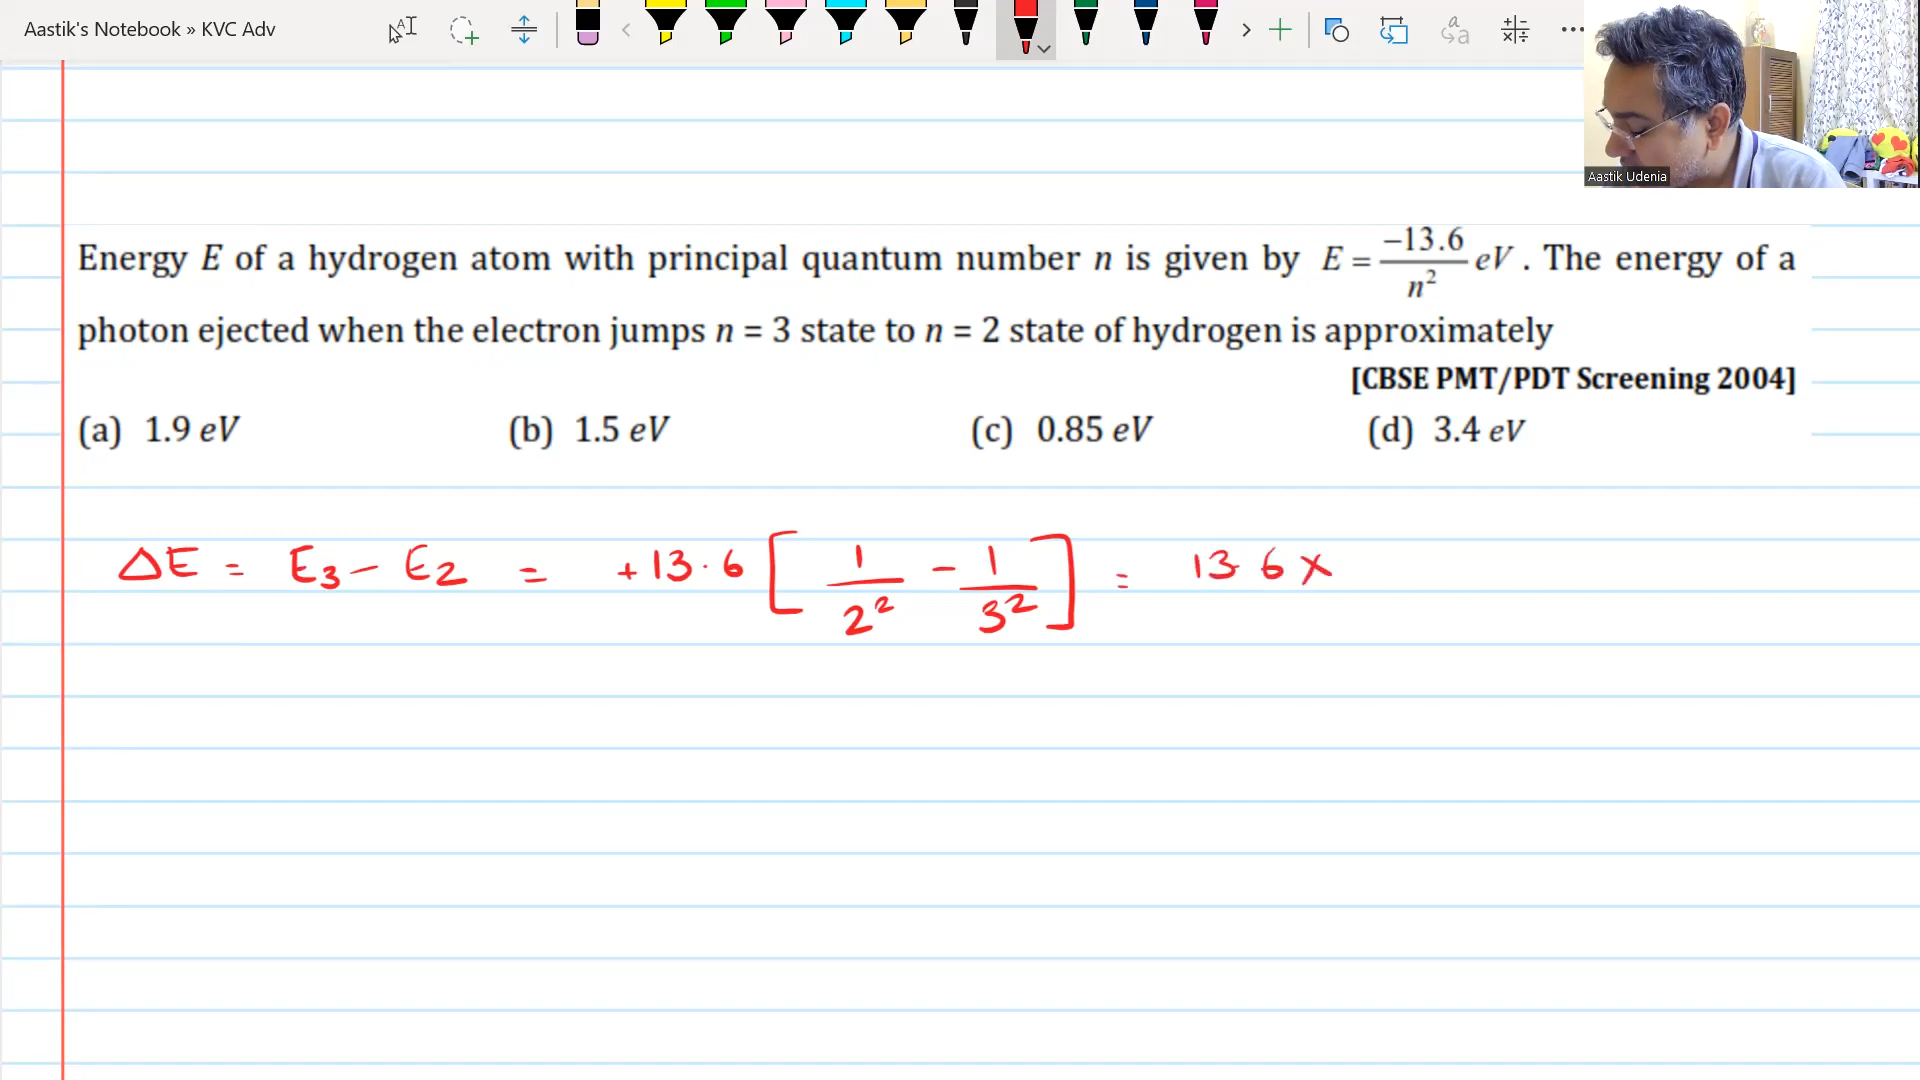 Aastik's Notebook » KVC Adv
Aastik Udenia
Energy E of a hydrogen atom with principal quantum number n is given by E = −13.6/n² eV . The energy of a
photon ejected when the electron jumps n = 3 state to n = 2 state of hydrogen is approximately
[CBSE PMT/PDT Screening 2004]
(a) 1.9 eV (b) 1.5 eV (c) 0.85 eV (d) 3.4 eV
ΔE = E₃ − E₂ = +13.6 [ 1/2² − 1/3² ] = 13.6 ×